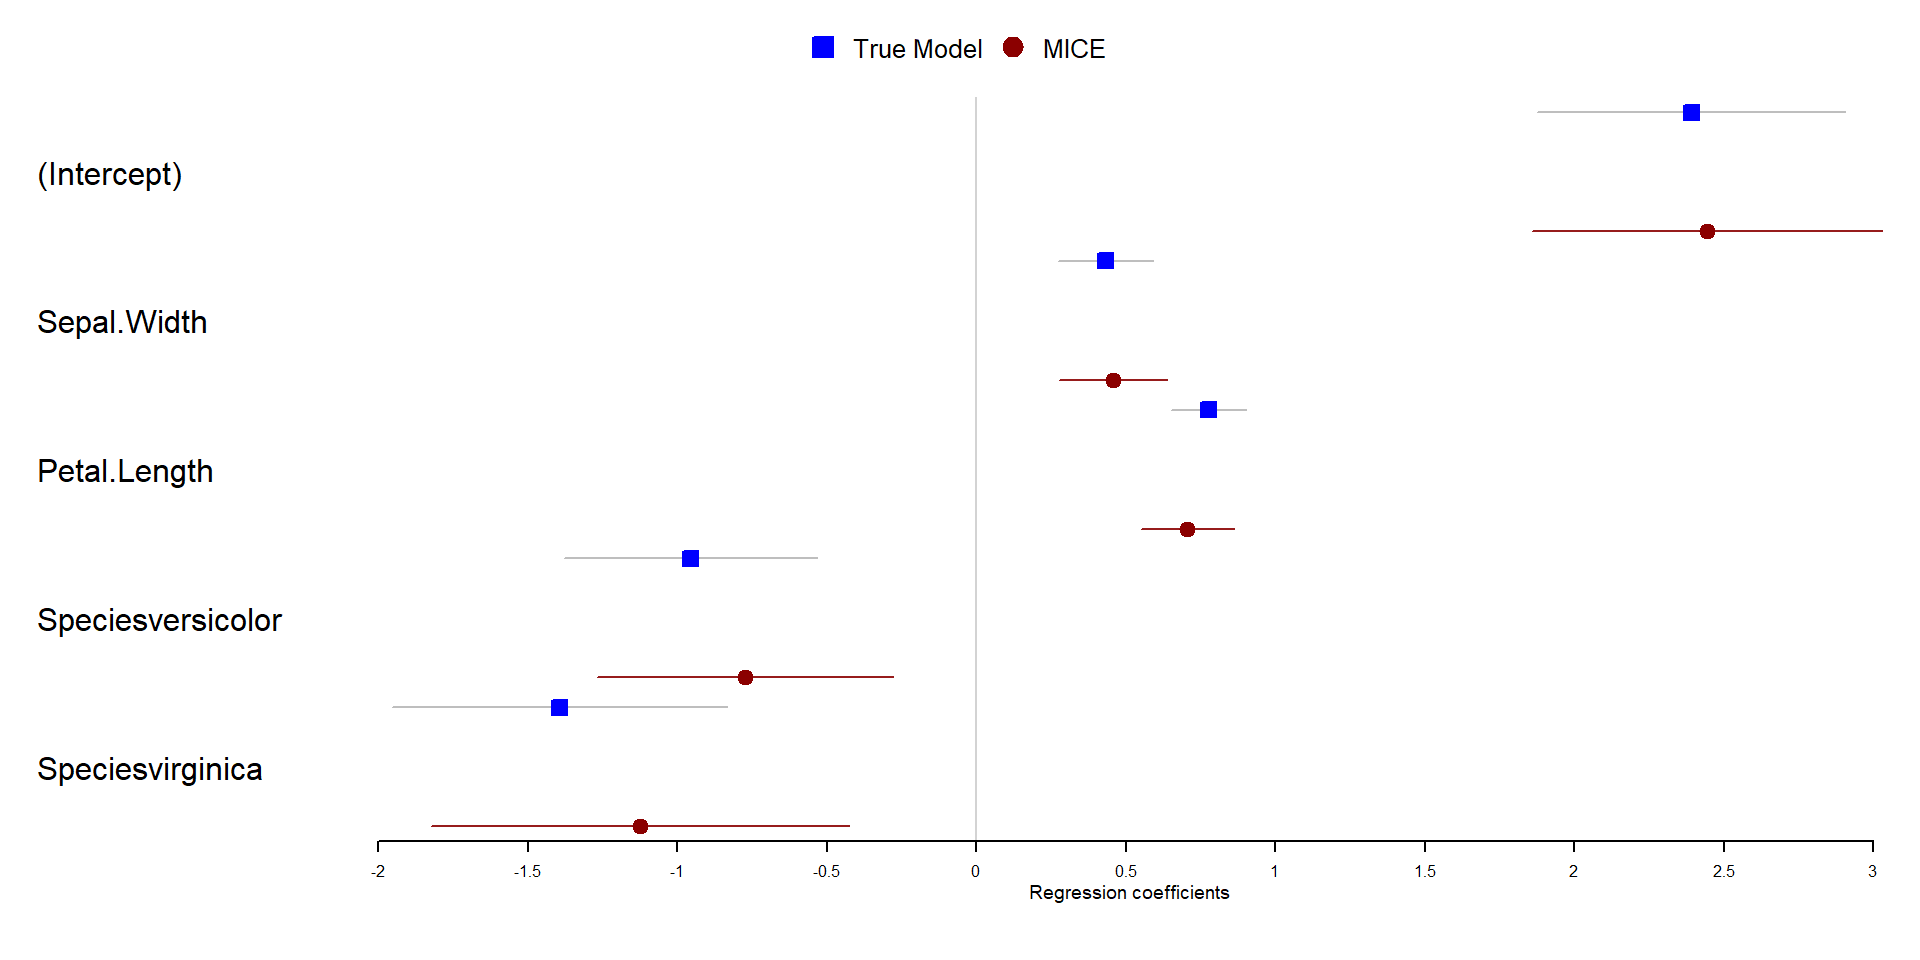 True Model MICE
(Intercept)
Sepal.Width
Petal.Length
Speciesversicolor
Speciesvirginica
-2 -1.5 -1 -0.5 0 0.5 1 1.5 2 2.5 3
Regression coefficients